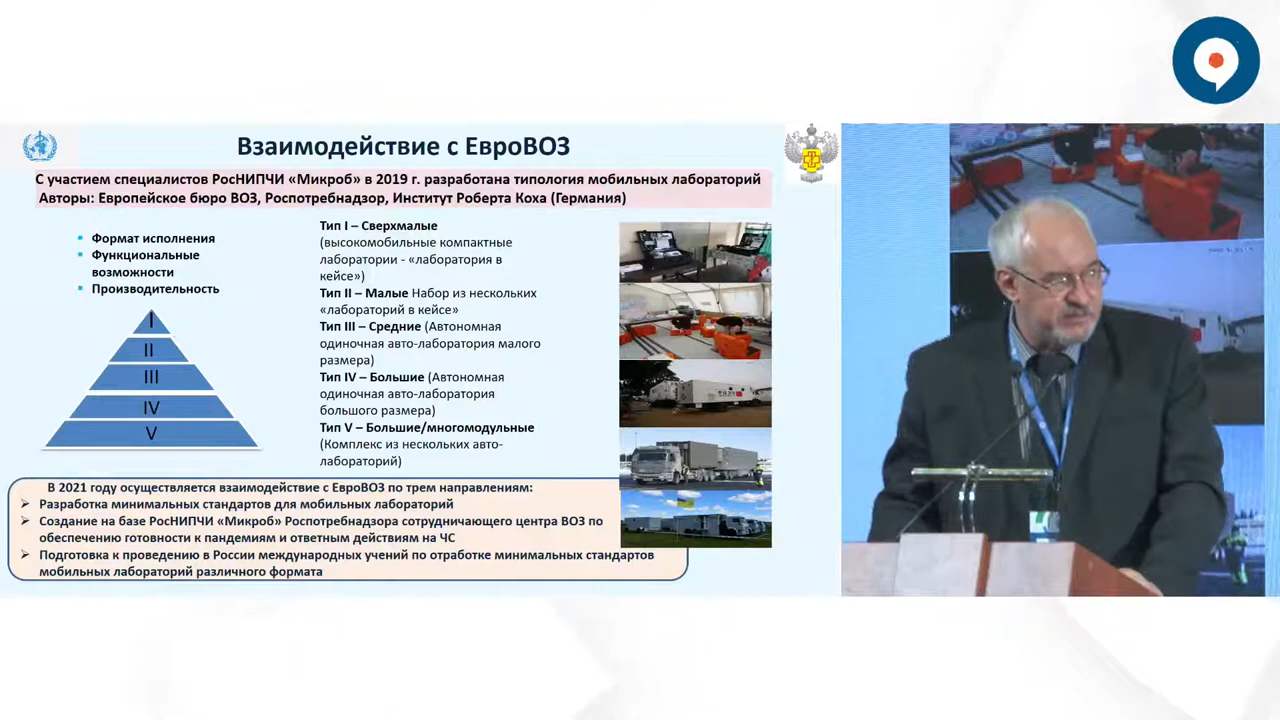 Взаимодействие с ЕвроВОЗ
С участием специалистов РосНИПЧИ «Микроб» в 2019 г. разработана типология мобильных лабораторий
Авторы: Европейское бюро ВОЗ, Роспотребнадзор, Институт Роберта Коха (Германия)
Формат исполнения
Функциональные
возможности
Производительность
I
II
III
IV
V
Тип I – Сверхмалые
(высокомобильные компактные
лаборатории - «лаборатория в
кейсе»)
Тип II – Малые Набор из нескольких
«лабораторий в кейсе»
Тип III – Средние (Автономная
одиночная авто-лаборатория малого
размера)
Тип IV – Большие (Автономная
одиночная авто-лаборатория
большого размера)
Тип V – Большие/многомодульные
(Комплекс из нескольких авто-
лабораторий)
В 2021 году осуществляется взаимодействие с ЕвроВОЗ по трем направлениям:
Разработка минимальных стандартов для мобильных лабораторий
Создание на базе РосНИПЧИ «Микроб» Роспотребнадзора сотрудничающего центра ВОЗ по
обеспечению готовности к пандемиям и ответным действиям на ЧС
Подготовка к проведению в России международных учений по отработке минимальных стандартов
мобильных лабораторий различного формата